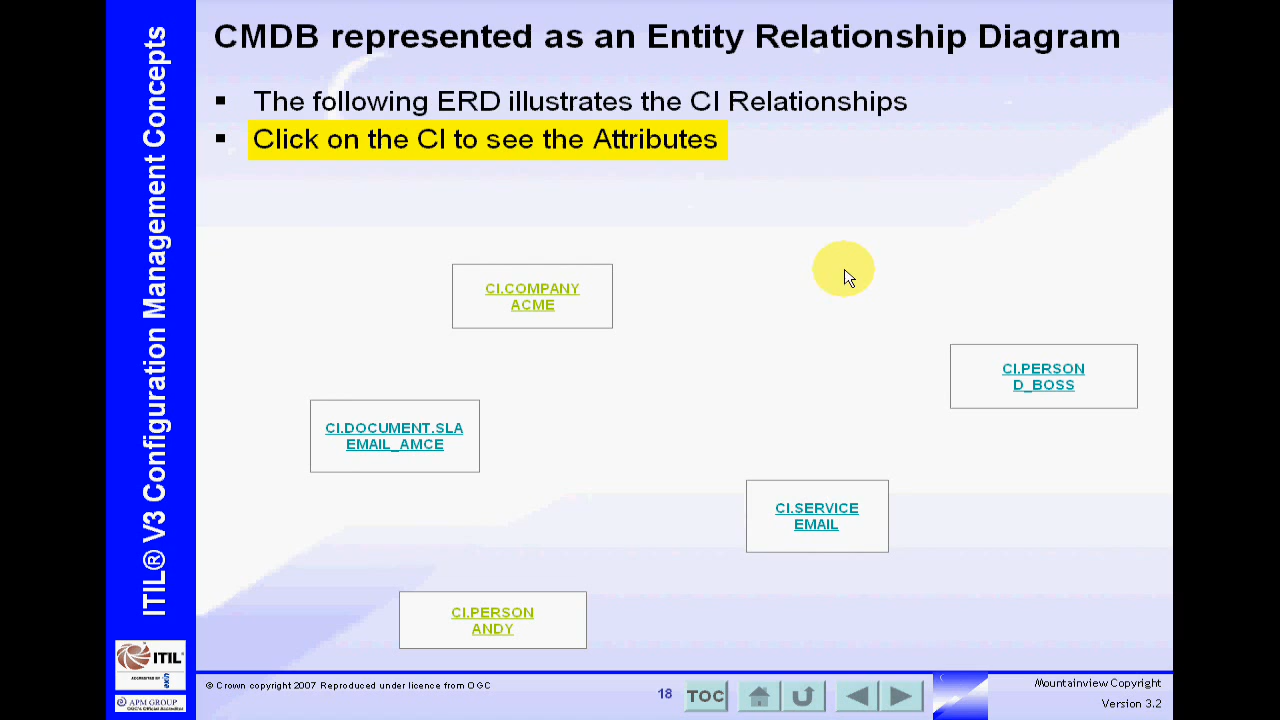 CMDB represented as an Entity Relationship Diagram
▪ The following ERD illustrates the CI Relationships
▪ Click on the CI to see the Attributes
ITIL® V3 Configuration Management Concepts
CI.COMPANY
ACME
CI.PERSON
D_BOSS
CI.DOCUMENT.SLA
EMAIL_AMCE
CI.SERVICE
EMAIL
CI.PERSON
ANDY
ITIL
ACCREDITED BY
APM GROUP
© Crown copyright 2007 Reproduced under licence from OGC
18
TOC
Mountainview Copyright
Version 3.2